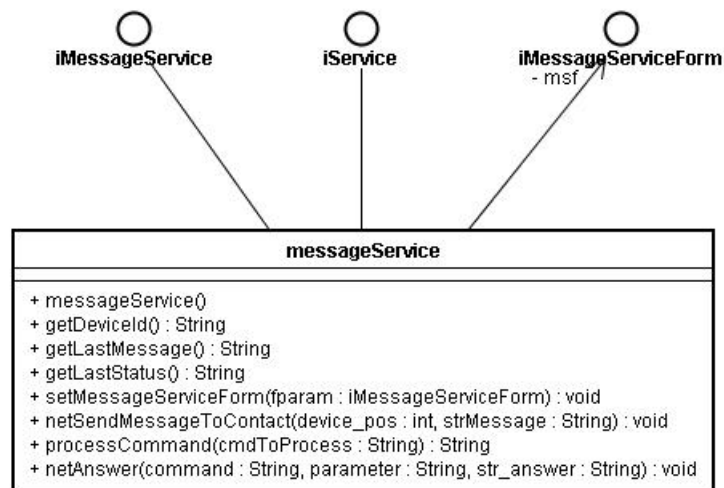 iMessageService
iService
iMessageServiceForm
- msf
messageService
+ messageService()
+ getDeviceId() : String
+ getLastMessage() : String
+ getLastStatus() : String
+ setMessageServiceForm(fparam : iMessageServiceForm) : void
+ netSendMessageToContact(device_pos : int, strMessage : String) : void
+ processCommand(cmdToProcess : String) : String
+ netAnswer(command : String, parameter : String, str_answer : String) : void